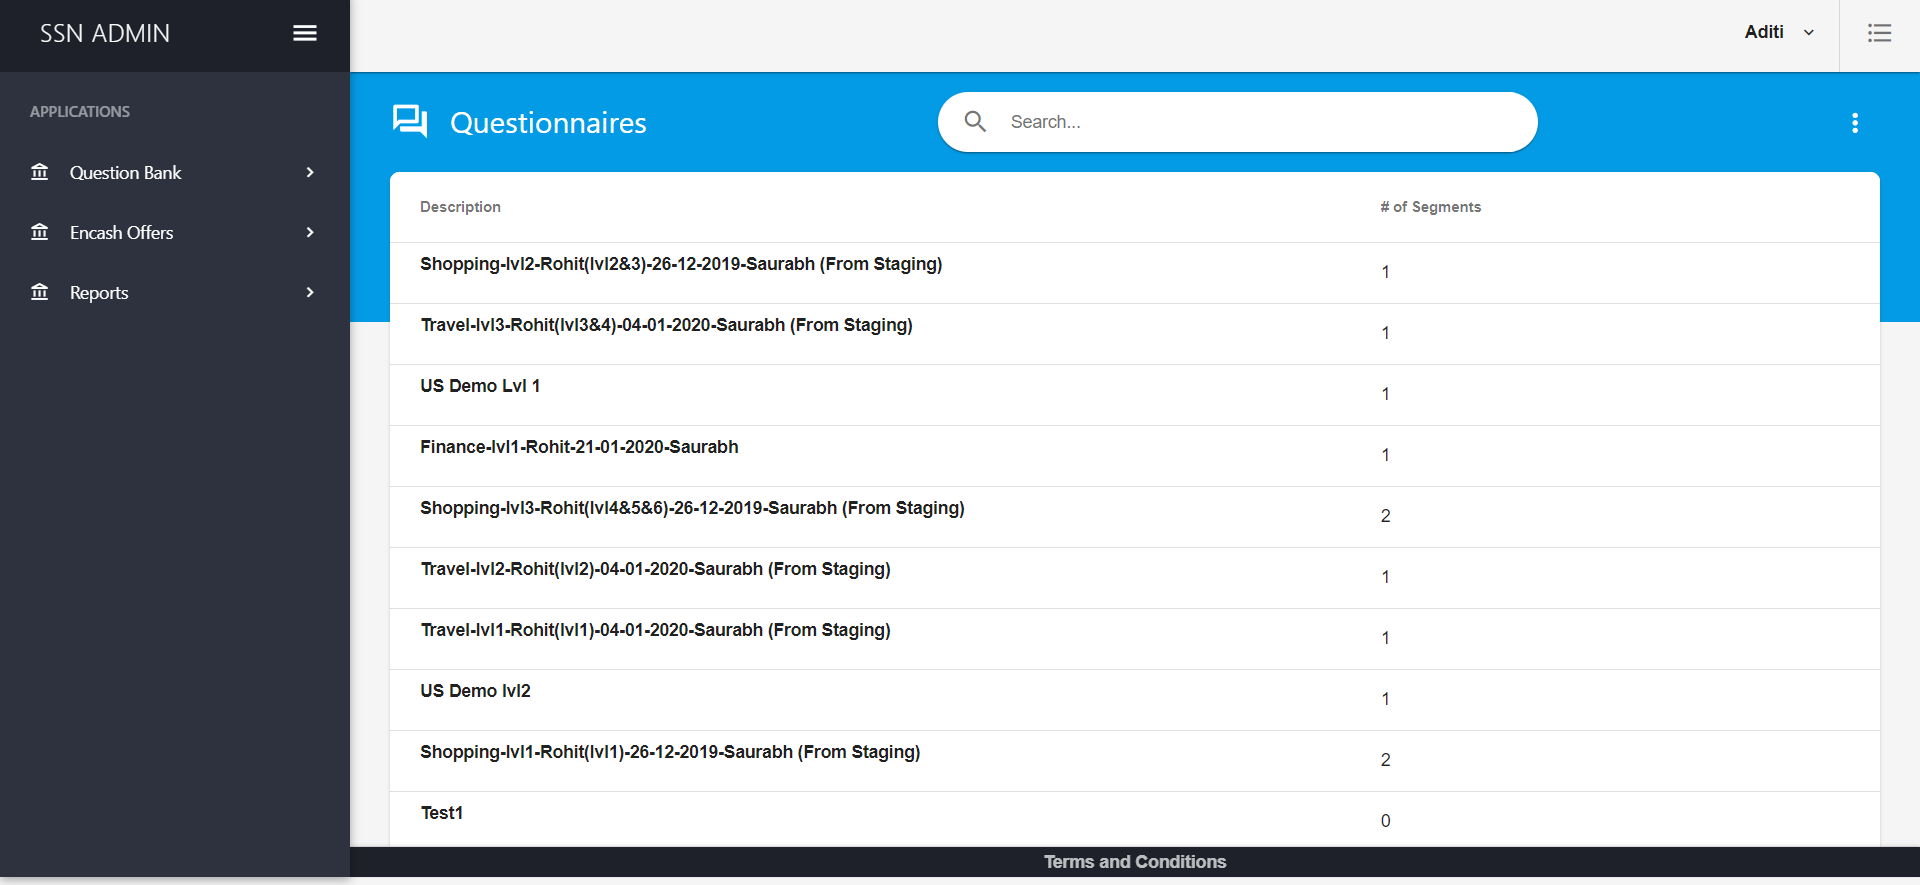 SSN ADMIN
Aditi
APPLICATIONS
Question Bank
Encash Offers
Reports
Questionnaires
Search...
Description # of Segments
Shopping-lvl2-Rohit(lvl2&3)-26-12-2019-Saurabh (From Staging) 1
Travel-lvl3-Rohit(lvl3&4)-04-01-2020-Saurabh (From Staging) 1
US Demo Lvl 1 1
Finance-lvl1-Rohit-21-01-2020-Saurabh 1
Shopping-lvl3-Rohit(lvl4&5&6)-26-12-2019-Saurabh (From Staging) 2
Travel-lvl2-Rohit(lvl2)-04-01-2020-Saurabh (From Staging) 1
Travel-lvl1-Rohit(lvl1)-04-01-2020-Saurabh (From Staging) 1
US Demo lvl2 1
Shopping-lvl1-Rohit(lvl1)-26-12-2019-Saurabh (From Staging) 2
Test1 0
Terms and Conditions